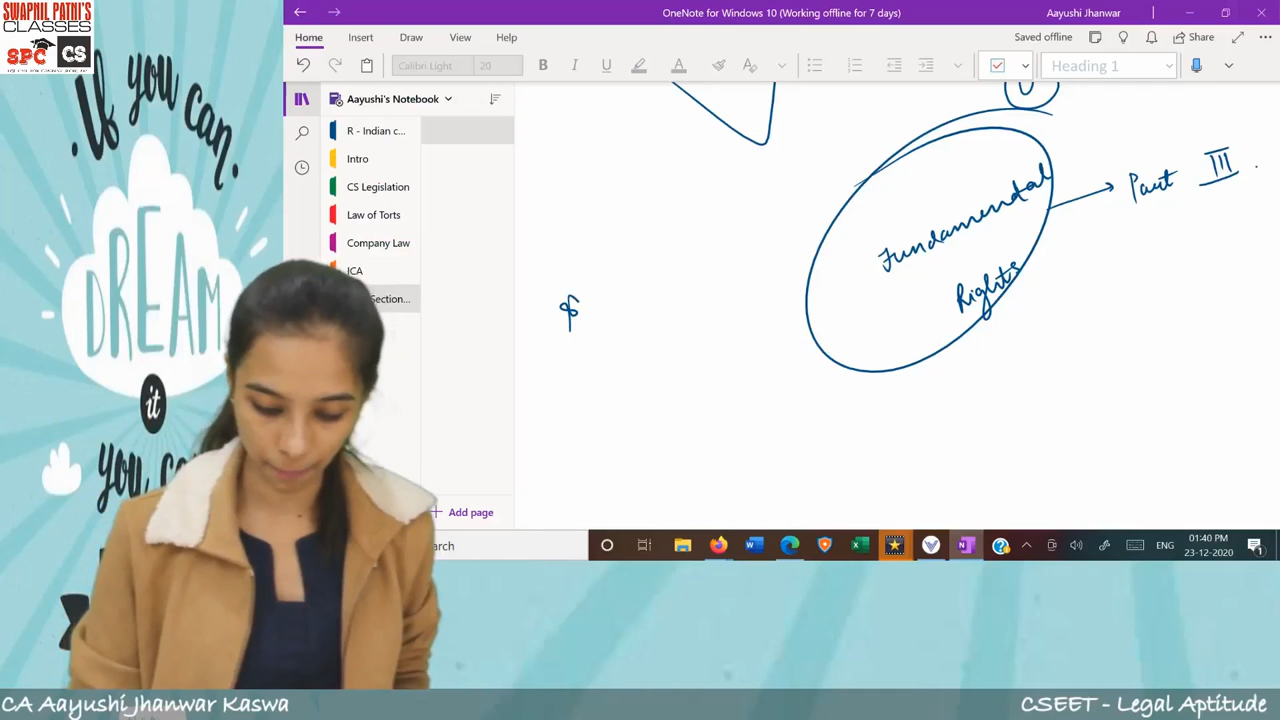 SWAPNIL PATNI'S
CLASSES
SPC CS
If you can
DREAM
it
you
OneNote for Windows 10 (Working offline for 7 days)
Aayushi Jhanwar
Home Insert Draw View Help
Saved offline
Share
Calibri Light 20 B I U A
Heading 1
Aayushi's Notebook
R - Indian c...
Intro
CS Legislation
Law of Torts
Company Law
ICA
Section...
Add page
Fundamental
Rights
Part III
arch
ENG
01:40 PM
23-12-2020
CA Aayushi Jhanwar Kaswa
CSEET - Legal Aptitude